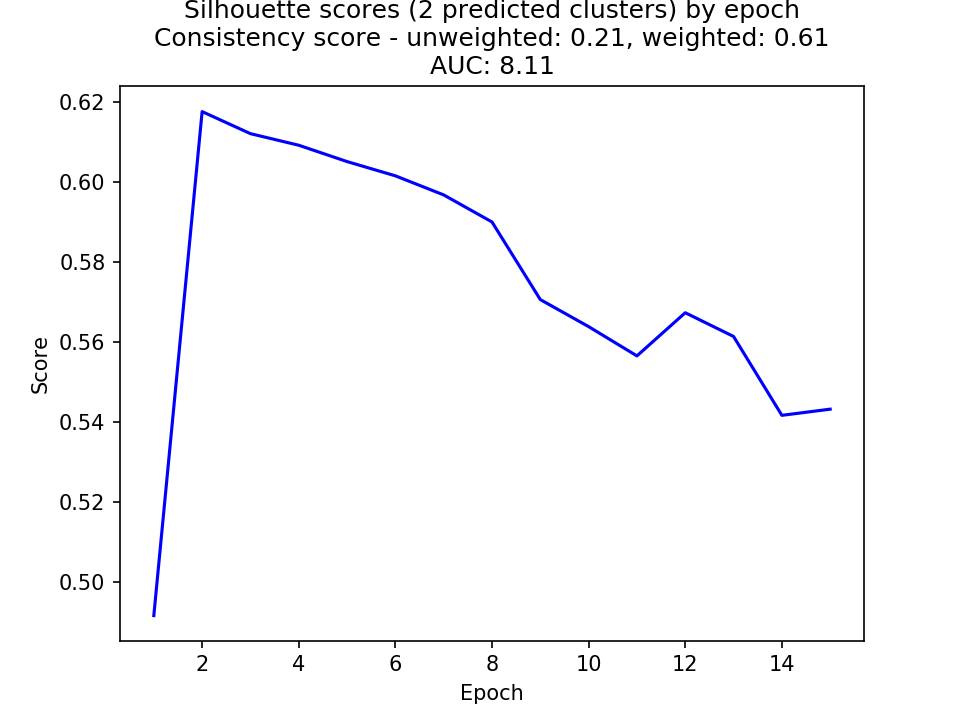 Silhouette scores (2 predicted clusters) by epoch
Consistency score - unweighted: 0.21, weighted: 0.61
AUC: 8.11
0.62
0.60
0.58
0.56
0.54
0.52
0.50
Score
2 4 6 8 10 12 14
Epoch